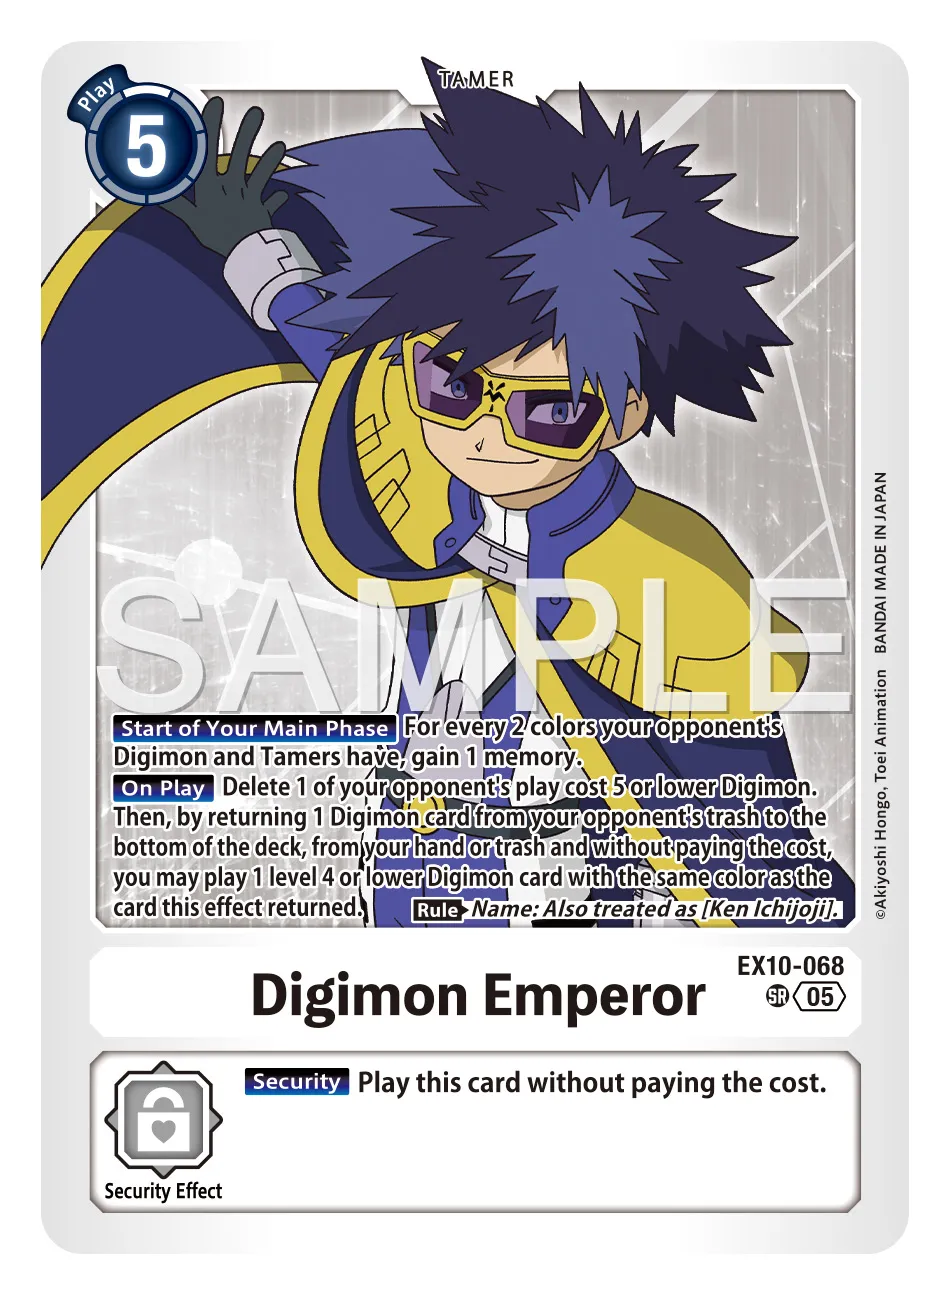 TAMER
Play
5
SAMPLE
Start of Your Main Phase For every 2 colors your opponent's
Digimon and Tamers have, gain 1 memory.
On Play Delete 1 of your opponent's play cost 5 or lower Digimon.
Then, by returning 1 Digimon card from your opponent's trash to the
bottom of the deck, from your hand or trash and without paying the cost,
you may play 1 level 4 or lower Digimon card with the same color as the
card this effect returned. Rule Name: Also treated as [Ken Ichijoji].
©Akiyoshi Hongo, Toei Animation BANDAI MADE IN JAPAN
EX10-068
Digimon Emperor
SR 05
Security Play this card without paying the cost.
Security Effect